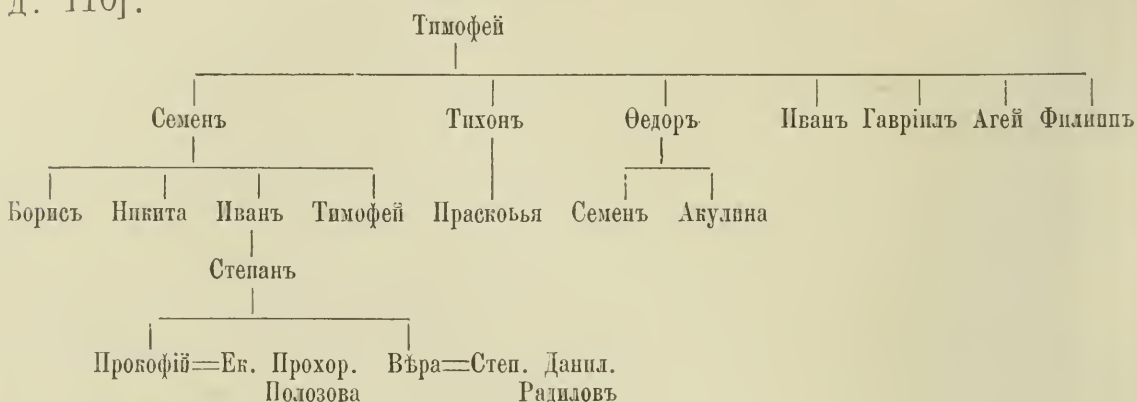 д. 110].
Тимофей
Семенъ Тихонъ Ѳедоръ Иванъ Гавріилъ Агей Филиппъ
Борисъ Никита Иванъ Тимофей Прасковья Семенъ Акулина
Степанъ
Прокофій=Ек. Прохор. Вѣра=Степ. Данил.
Полозова Радиловъ